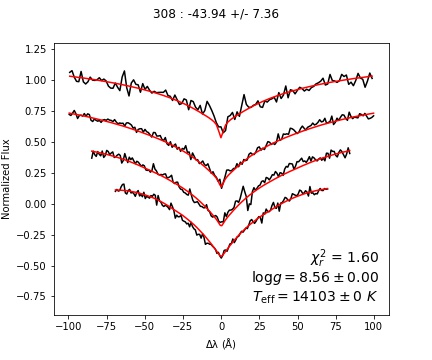 308 : -43.94 +/- 7.36
Normalized Flux
1.25
1.00
0.75
0.50
0.25
0.00
−0.25
−0.50
−0.75
χ²ᵣ = 1.60
logg = 8.56 ± 0.00
T_eff = 14103 ± 0 K
−100 −75 −50 −25 0 25 50 75 100
Δλ (Å)